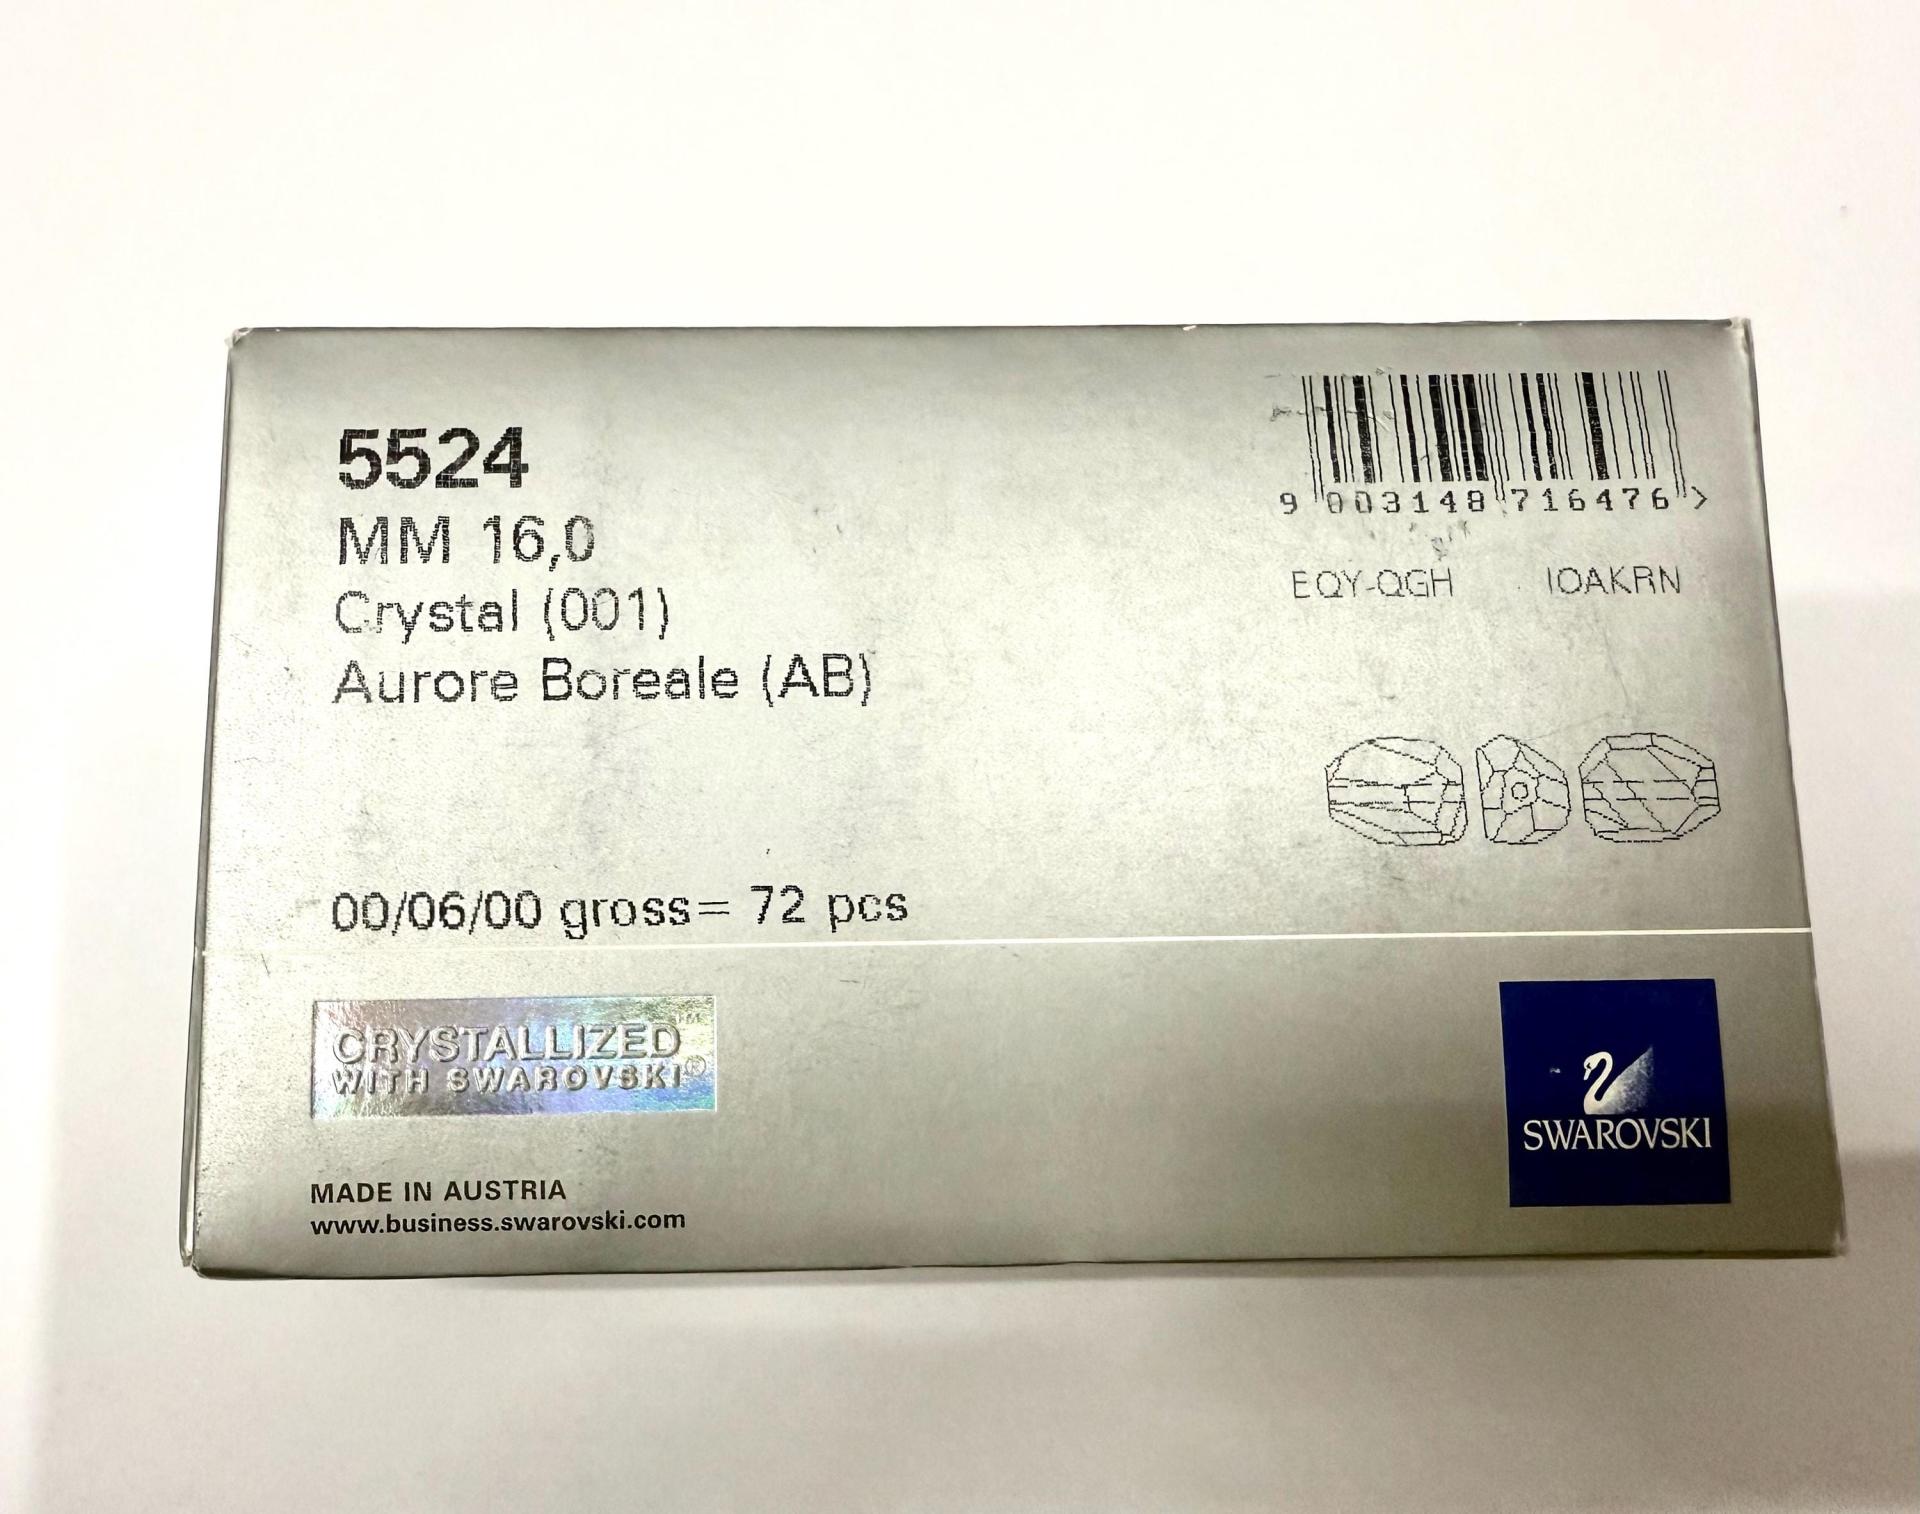 5524
MM 16,0
Crystal (001)
Aurore Boreale (AB)
00/06/00 gross= 72 pcs
9 003148 716476 >
EQY-QGH IOAKRN
CRYSTALLIZED™
WITH SWAROVSKI®
MADE IN AUSTRIA
www.business.swarovski.com
SWAROVSKI